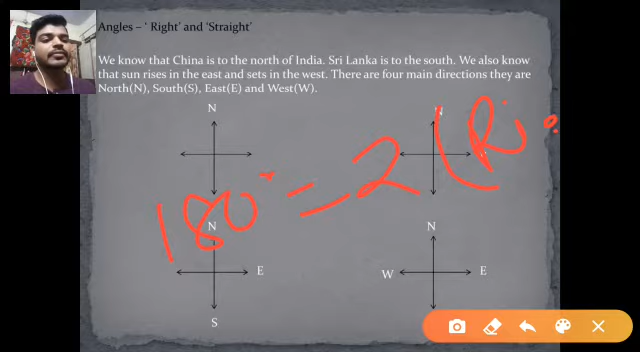 Angles – ‘ Right’ and ‘Straight’
We know that China is to the north of India. Sri Lanka is to the south. We also know
that sun rises in the east and sets in the west. There are four main directions they are
North(N), South(S), East(E) and West(W).
N
N
180° = 2 (Ri
N
E
S
N
W
E